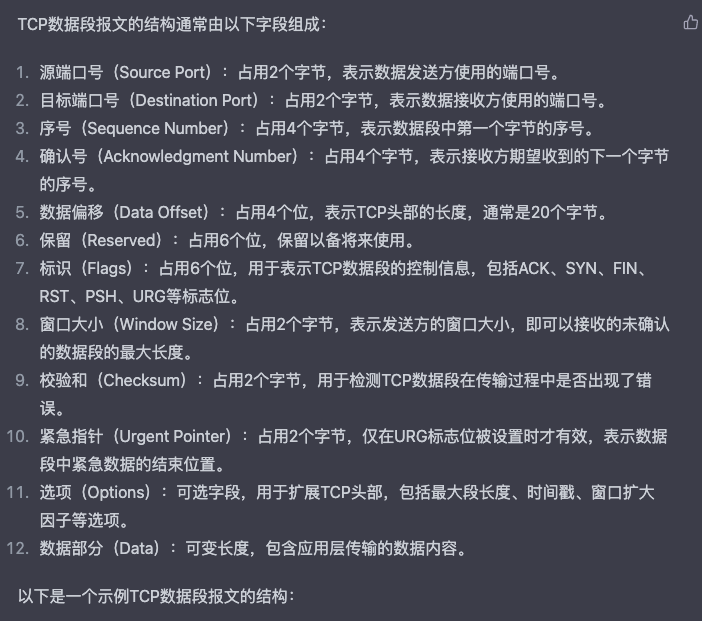 TCP数据段报文的结构通常由以下字段组成：
1. 源端口号（Source Port）：占用2个字节，表示数据发送方使用的端口号。
2. 目标端口号（Destination Port）：占用2个字节，表示数据接收方使用的端口号。
3. 序号（Sequence Number）：占用4个字节，表示数据段中第一个字节的序号。
4. 确认号（Acknowledgment Number）：占用4个字节，表示接收方期望收到的下一个字节
的序号。
5. 数据偏移（Data Offset）：占用4个位，表示TCP头部的长度，通常是20个字节。
6. 保留（Reserved）：占用6个位，保留以备将来使用。
7. 标识（Flags）：占用6个位，用于表示TCP数据段的控制信息，包括ACK、SYN、FIN、
RST、PSH、URG等标志位。
8. 窗口大小（Window Size）：占用2个字节，表示发送方的窗口大小，即可以接收的未确认
的数据段的最大长度。
9. 校验和（Checksum）：占用2个字节，用于检测TCP数据段在传输过程中是否出现了错
误。
10. 紧急指针（Urgent Pointer）：占用2个字节，仅在URG标志位被设置时才有效，表示数据
段中紧急数据的结束位置。
11. 选项（Options）：可选字段，用于扩展TCP头部，包括最大段长度、时间戳、窗口扩大
因子等选项。
12. 数据部分（Data）：可变长度，包含应用层传输的数据内容。
以下是一个示例TCP数据段报文的结构：